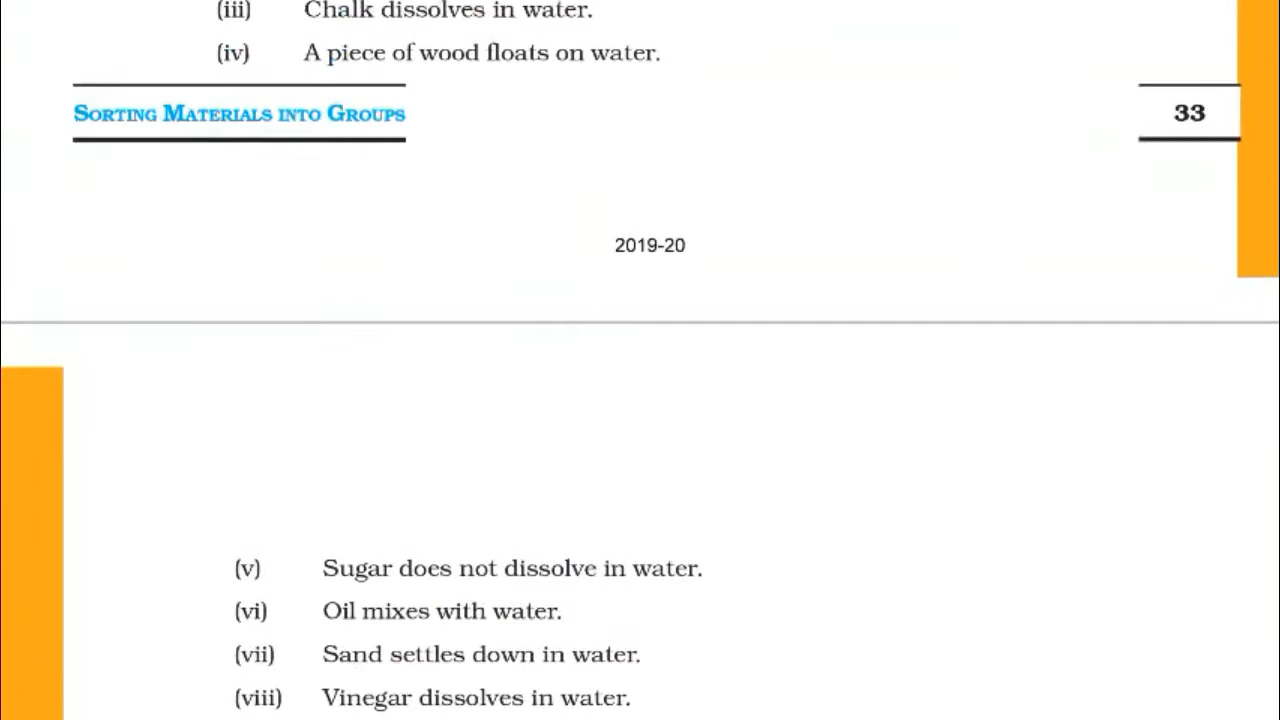 (iii) Chalk dissolves in water.
(iv) A piece of wood floats on water.
SORTING MATERIALS INTO GROUPS 33
2019-20
(v) Sugar does not dissolve in water.
(vi) Oil mixes with water.
(vii) Sand settles down in water.
(viii) Vinegar dissolves in water.